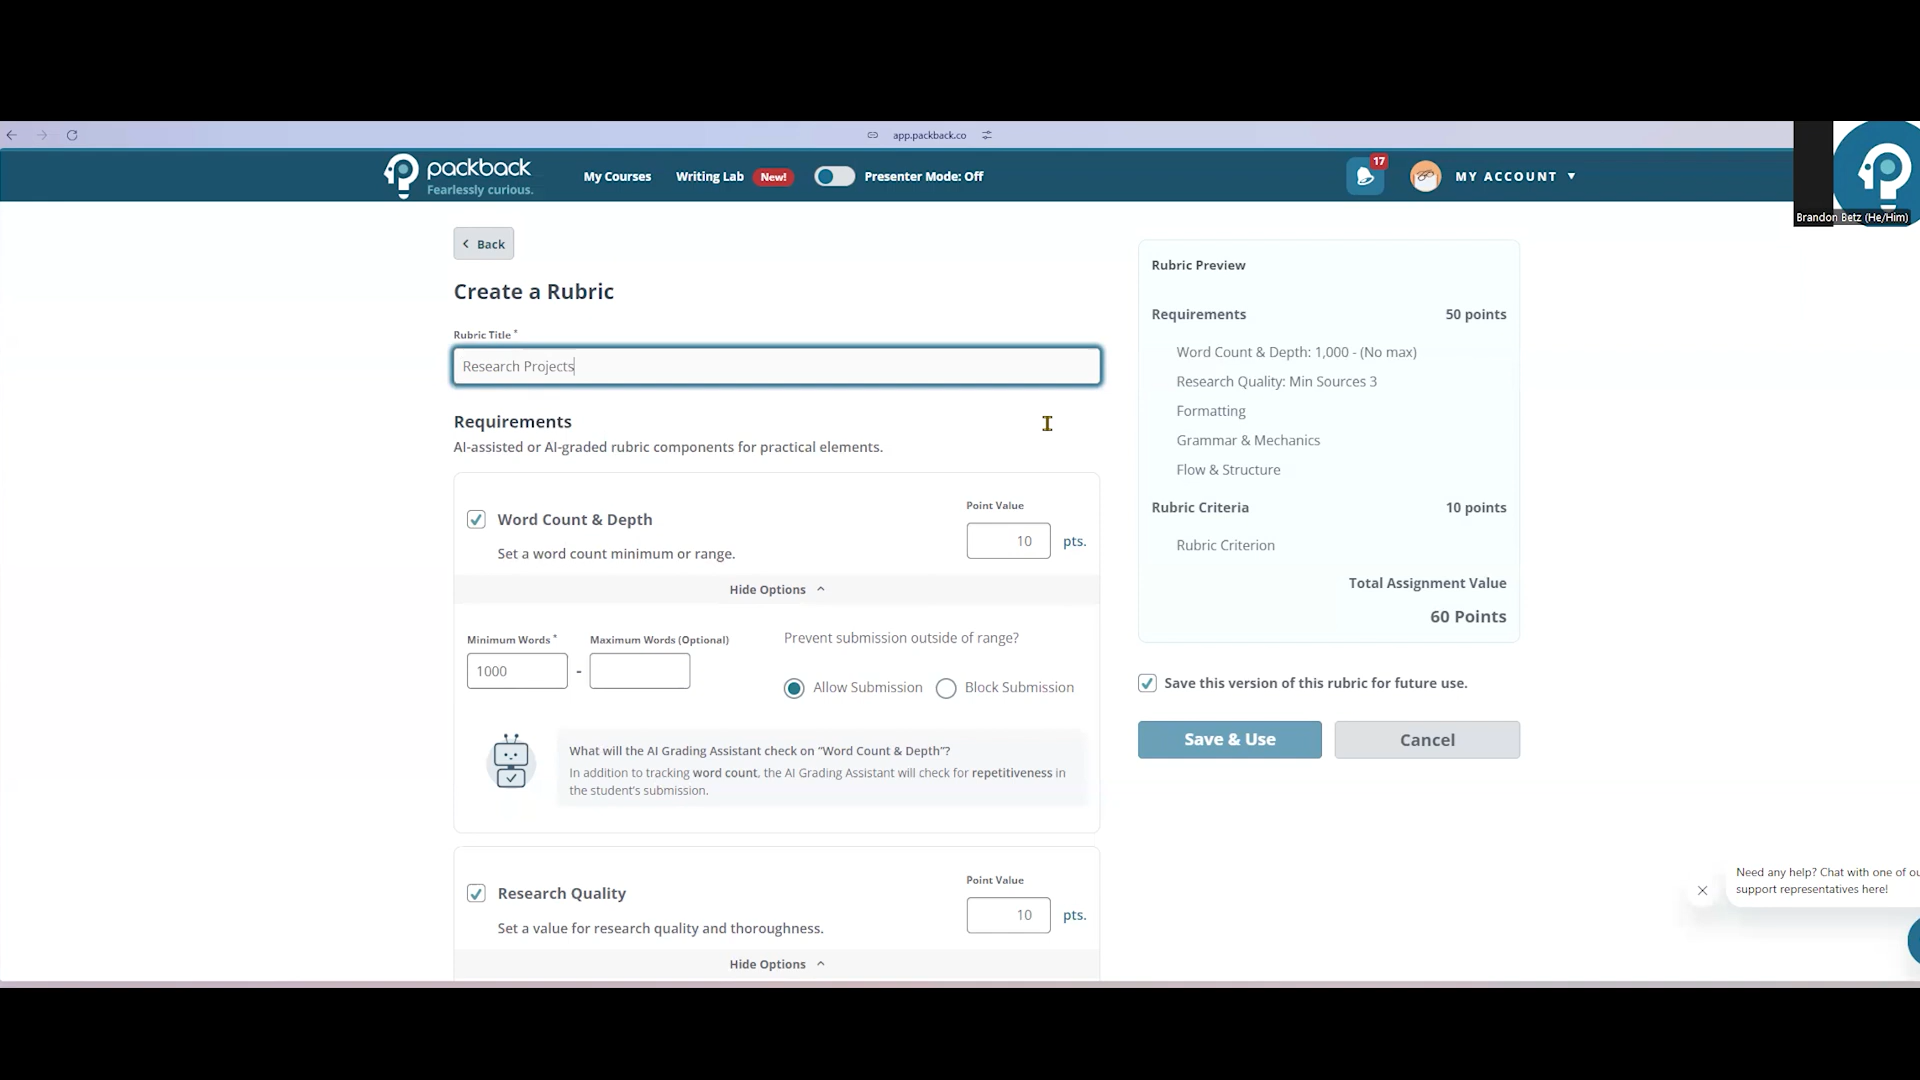 app.packback.co
packback
Fearlessly curious.
My Courses
Writing Lab
New!
Presenter Mode: Off
17
MY ACCOUNT
Brandon Betz (He/Him)
Back
Create a Rubric
Rubric Title *
Research Projects
Requirements
AI-assisted or AI-graded rubric components for practical elements.
Word Count & Depth
Set a word count minimum or range.
Point Value
10 pts.
Hide Options
Minimum Words *
Maximum Words (Optional)
1000 -
Prevent submission outside of range?
Allow Submission
Block Submission
What will the AI Grading Assistant check on “Word Count & Depth”?
In addition to tracking word count, the AI Grading Assistant will check for repetitiveness in
the student’s submission.
Research Quality
Set a value for research quality and thoroughness.
Point Value
10 pts.
Hide Options
Rubric Preview
Requirements 50 points
Word Count & Depth: 1,000 - (No max)
Research Quality: Min Sources 3
Formatting
Grammar & Mechanics
Flow & Structure
Rubric Criteria 10 points
Rubric Criterion
Total Assignment Value
60 Points
Save this version of this rubric for future use.
Save & Use
Cancel
Need any help? Chat with one of
support representatives here!